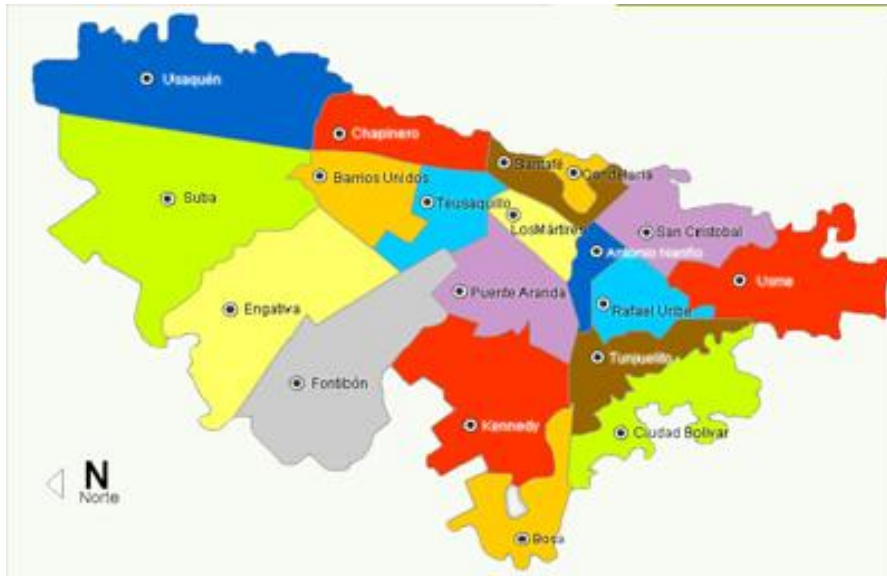 Usaquén
Chapinero
Santafé
Candelaria
Barrios Unidos
Suba
Teusaquillo
Los Mártires
San Cristobal
Antonio Nariño
Usme
Puente Aranda
Engativa
Rafael Uribe
Tunjuelito
Fontibón
Kennedy
Ciudad Bolivar
N
Norte
Bosa